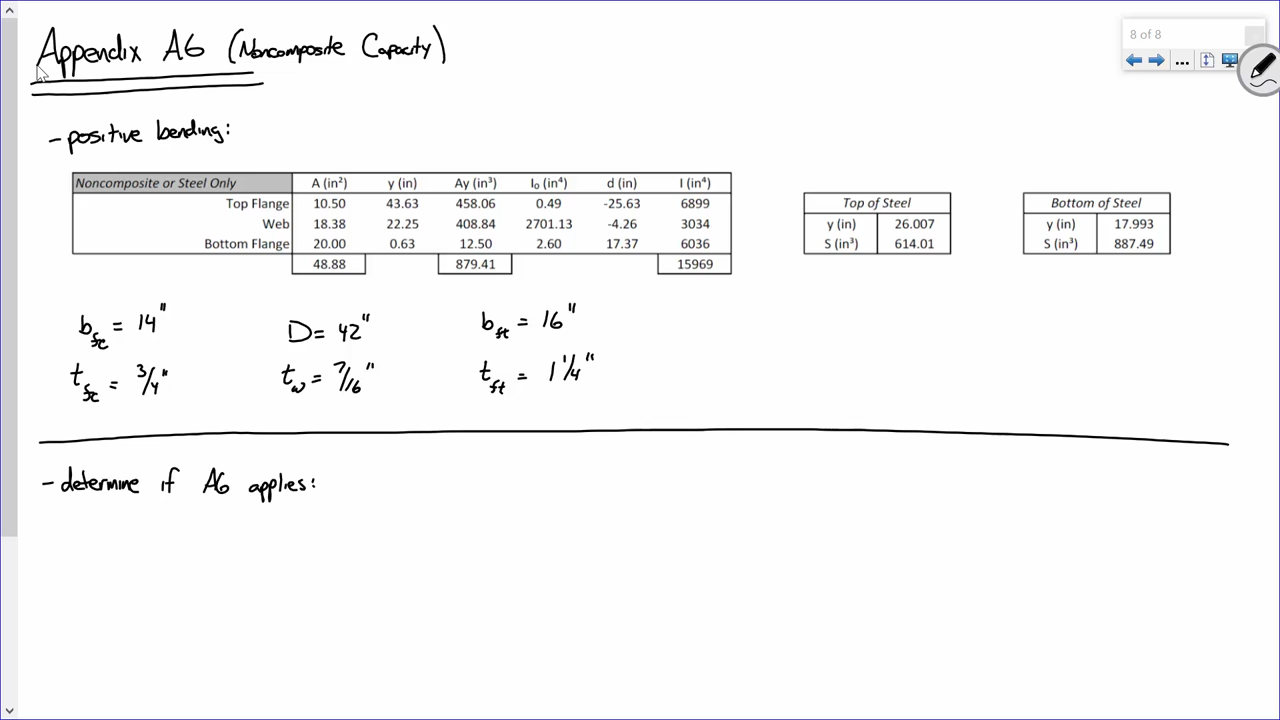 Appendix A6 (Noncomposite Capacity)
8 of 8
- positive bending:
Noncomposite or Steel Only A (in²) y (in) Ay (in³) I₀ (in⁴) d (in) I (in⁴)
Top Flange 10.50 43.63 458.06 0.49 -25.63 6899
Web 18.38 22.25 408.84 2701.13 -4.26 3034
Bottom Flange 20.00 0.63 12.50 2.60 17.37 6036
48.88 879.41 15969
Top of Steel
y (in) 26.007
S (in³) 614.01
Bottom of Steel
y (in) 17.993
S (in³) 887.49
b_fc = 14" D = 42" b_ft = 16"
t_fc = 3/4" t_w = 7/16" t_ft = 1 1/4"
- determine if A6 applies: